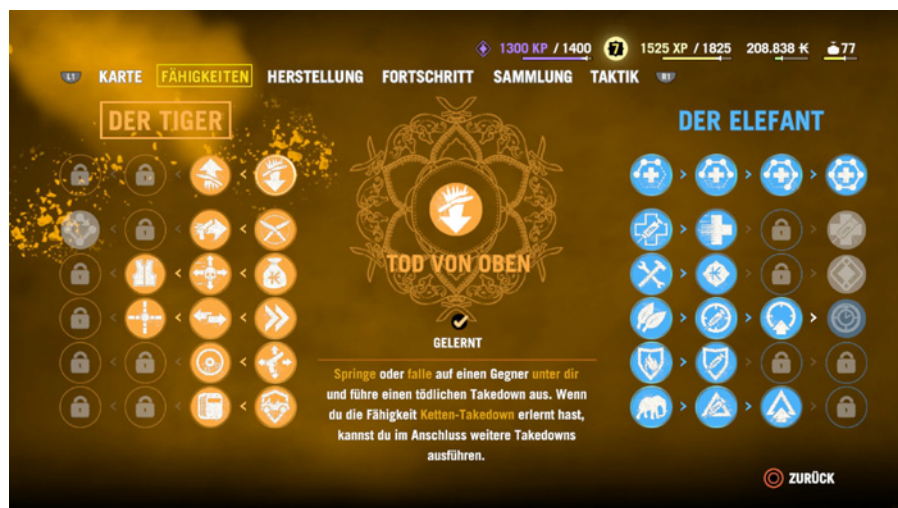 1300 KP / 1400 7 1525 XP / 1825 208.838 K 77
L1 KARTE FÄHIGKEITEN HERSTELLUNG FORTSCHRITT SAMMLUNG TAKTIK R1
DER TIGER
DER ELEFANT
TOD VON OBEN
GELERNT
Springe oder falle auf einen Gegner unter dir
und führe einen tödlichen Takedown aus. Wenn
du die Fähigkeit Ketten-Takedown erlernt hast,
kannst du im Anschluss weitere Takedowns
ausführen.
ZURÜCK